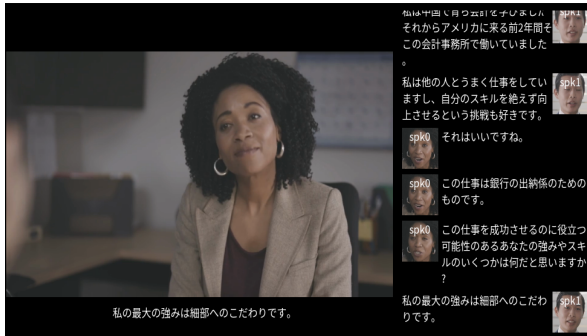 それからアメリカに来る前2年間そ
この会計事務所で働いていました
。
spk1
私は他の人とうまく仕事をしてい
ますし、自分のスキルを絶えず向
上させるという挑戦も好きです。
spk1
spk0
それはいいですね。
spk0
この仕事は銀行の出納係のための
ものです。
spk0
この仕事を成功させるのに役立つ
可能性のあるあなたの強みやスキ
ルのいくつかは何だと思いますか
?
私の最大の強みは細部へのこだわ
りです。
spk1
私の最大の強みは細部へのこだわりです。